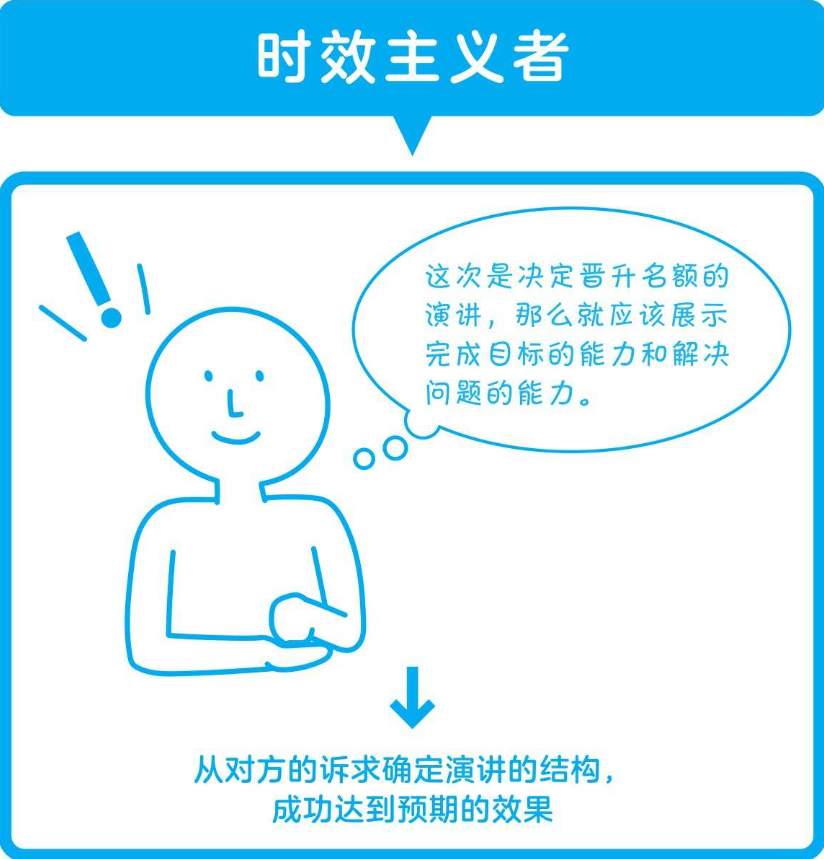 时效主义者
这次是决定晋升名额的
演讲，那么就应该展示
完成目标的能力和解决
问题的能力。
从对方的诉求确定演讲的结构，
成功达到预期的效果